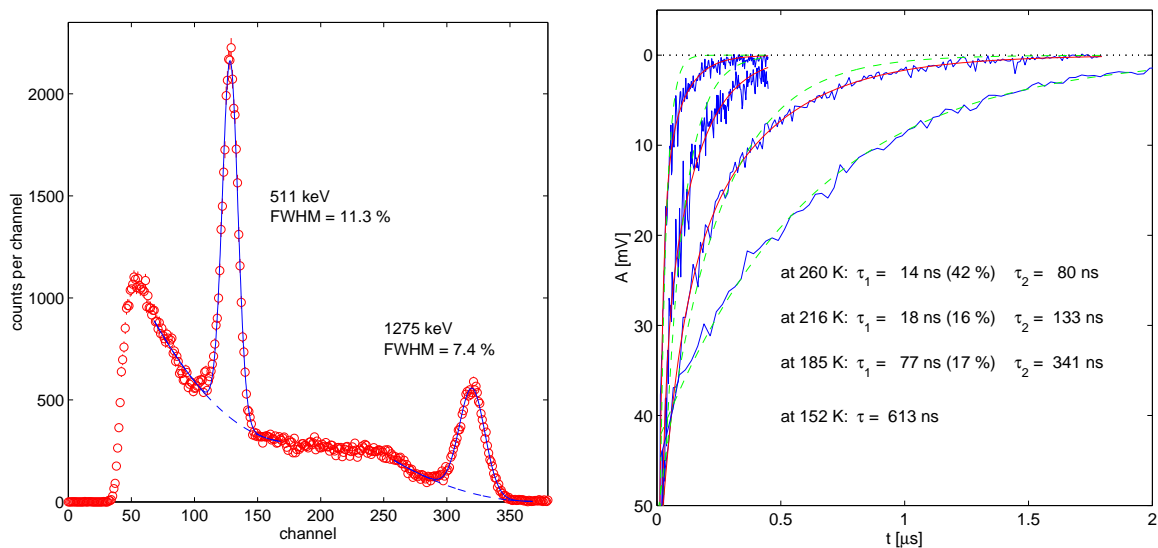 2000
1500
1000
500
0
0
50
100
150
200
250
300
350
counts per channel
channel
511 keV
FWHM = 11.3 %
1275 keV
FWHM = 7.4 %
0
10
20
30
40
50
0
0.5
1
1.5
2
A [mV]
t [μs]
at 260 K: τ1 = 14 ns (42 %) τ2 = 80 ns
at 216 K: τ1 = 18 ns (16 %) τ2 = 133 ns
at 185 K: τ1 = 77 ns (17 %) τ2 = 341 ns
at 152 K: τ = 613 ns